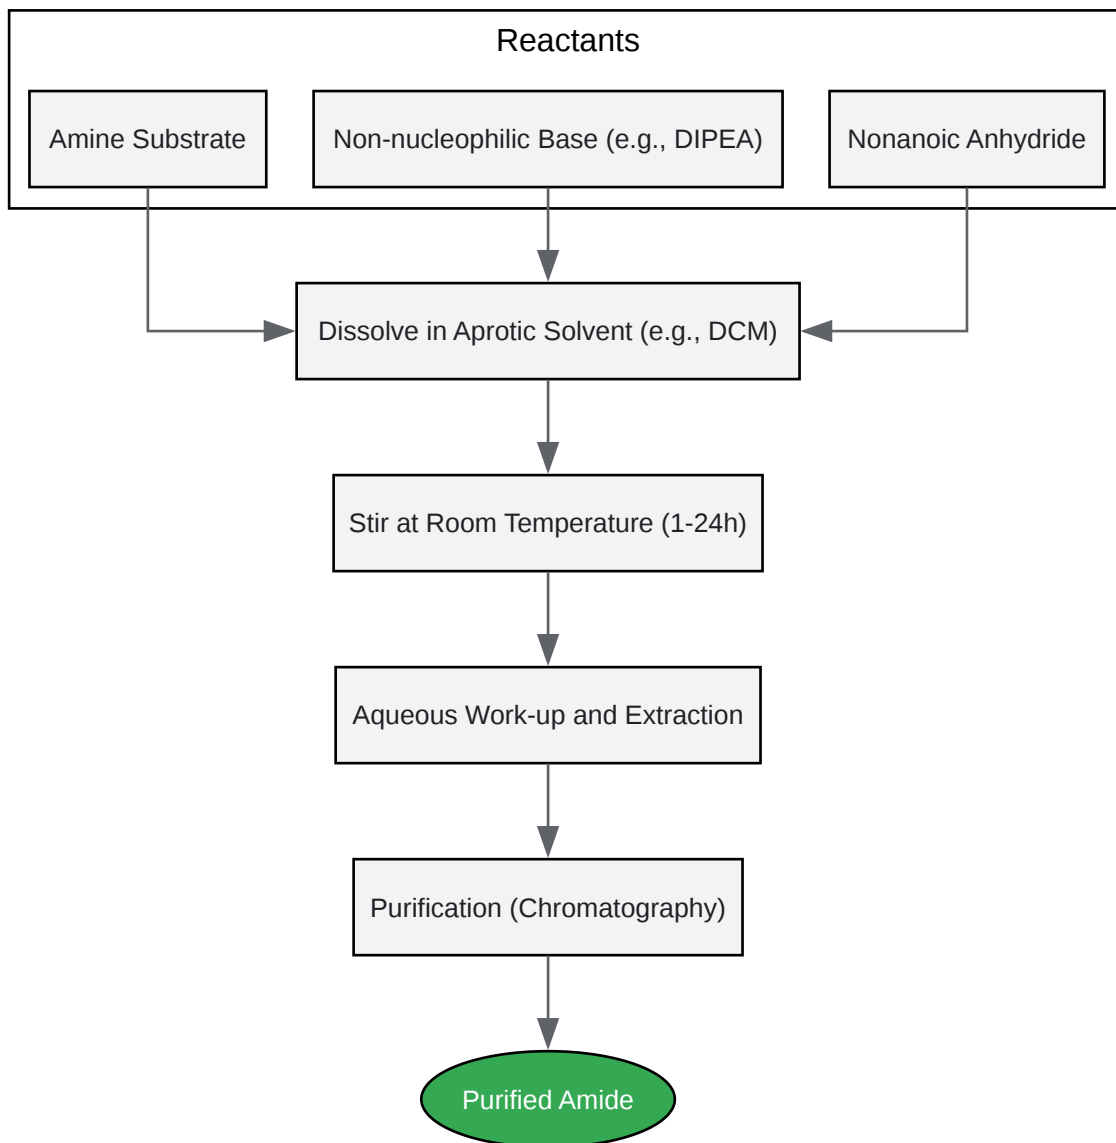 Reactants
Amine Substrate
Non-nucleophilic Base (e.g., DIPEA)
Nonanoic Anhydride
Dissolve in Aprotic Solvent (e.g., DCM)
Stir at Room Temperature (1-24h)
Aqueous Work-up and Extraction
Purification (Chromatography)
Purified Amide